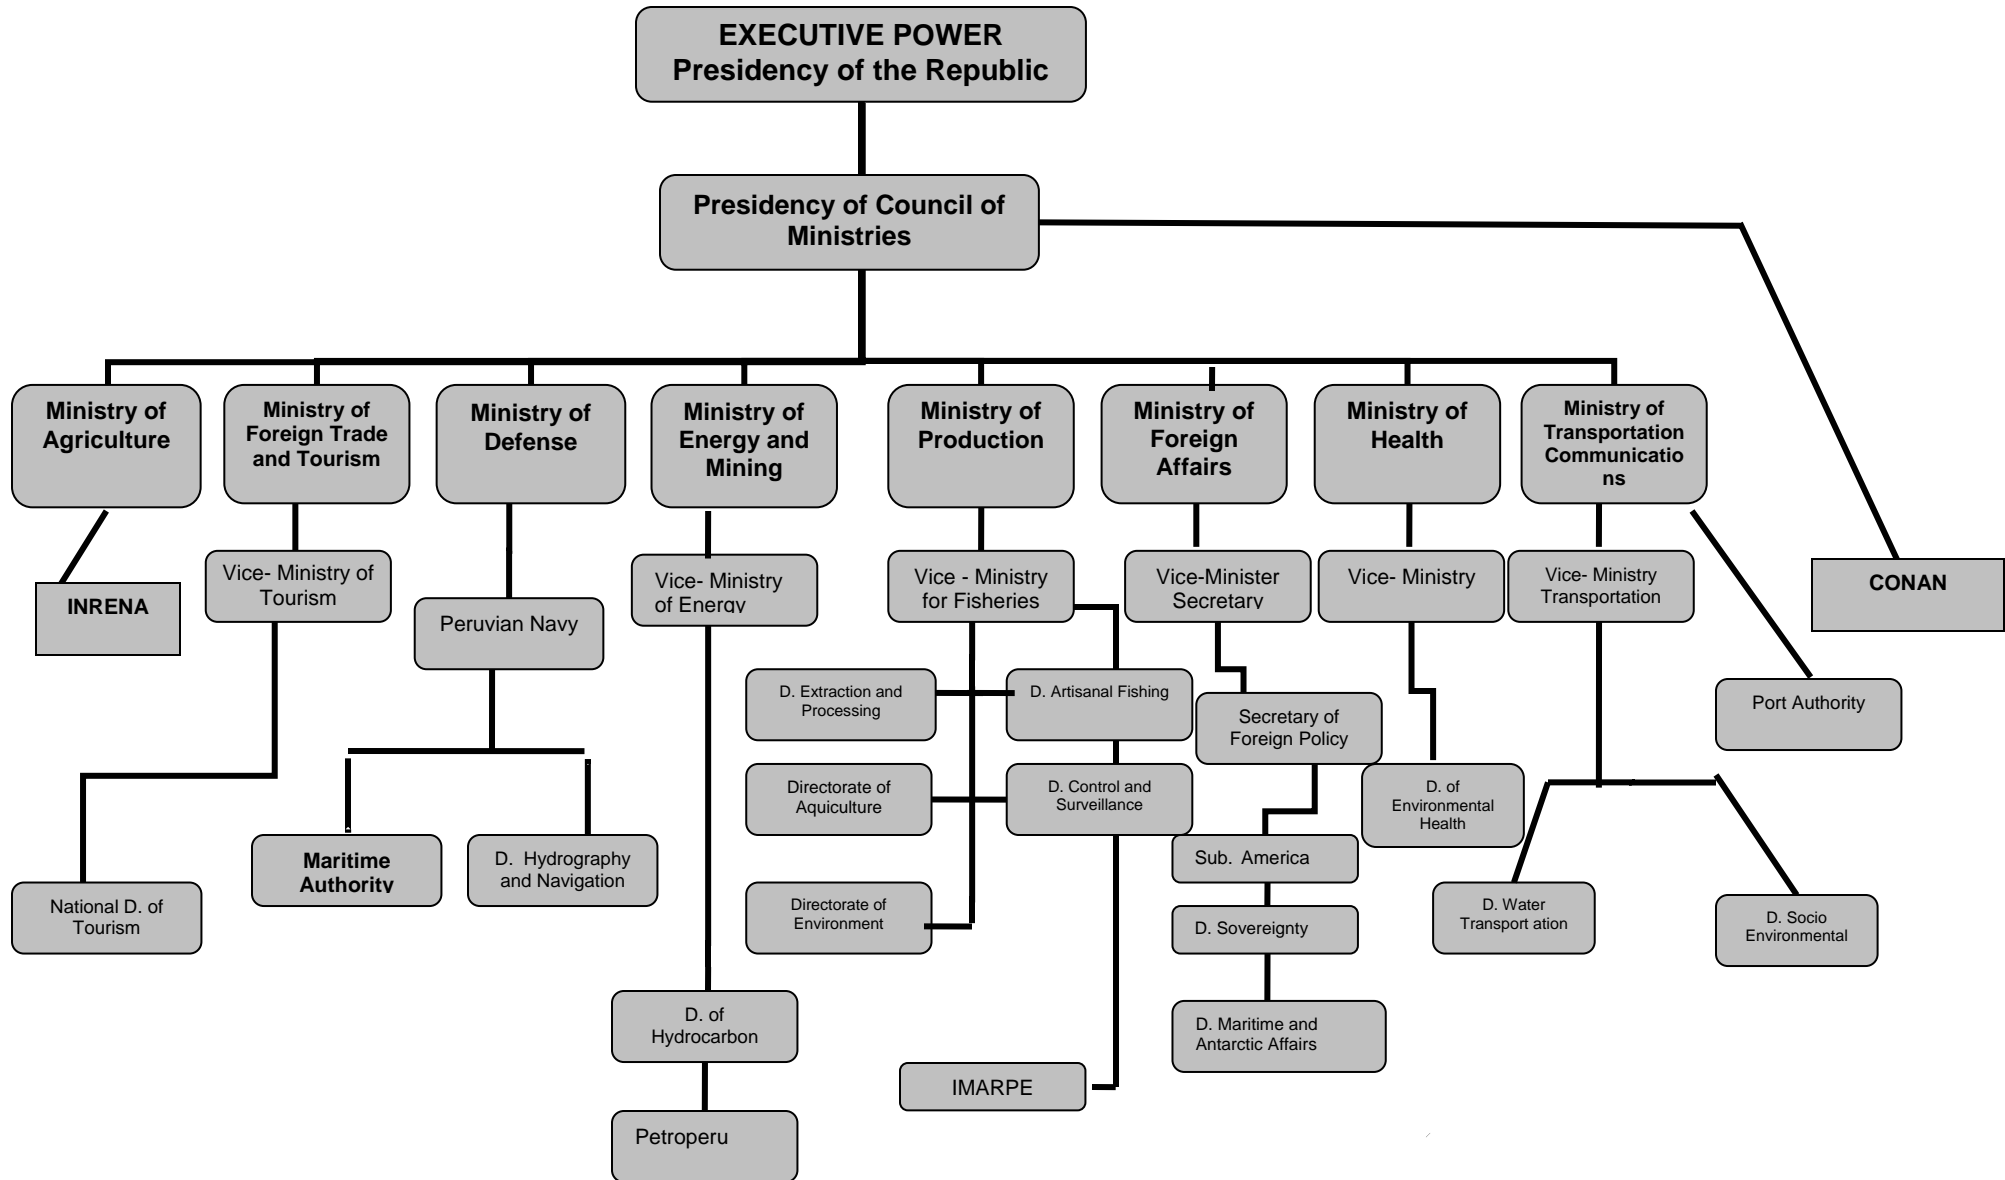 EXECUTIVE POWER
Presidency of the Republic
Presidency of Council of
Ministries
Ministry of
Agriculture
Ministry of
Foreign Trade
and Tourism
Ministry of
Defense
Ministry of
Energy and
Mining
Ministry of
Production
Ministry of
Foreign
Affairs
Ministry of
Health
Ministry of
Transportation
Communicatio
ns
INRENA
Vice- Ministry of
Tourism
Peruvian Navy
Vice- Ministry
of Energy
Vice - Ministry
for Fisheries
Vice-Minister
Secretary
Vice- Ministry
Vice- Ministry
Transportation
CONAN
D. Extraction and
Processing
D. Artisanal Fishing
Secretary of
Foreign Policy
Port Authority
Directorate of
Aquiculture
D. Control and
Surveillance
D. of
Environmental
Health
Maritime
Authority
D. Hydrography
and Navigation
Sub. America
National D. of
Tourism
Directorate of
Environment
D. Sovereignty
D. Water
Transport ation
D. Socio
Environmental
D. of
Hydrocarbon
D. Maritime and
Antarctic Affairs
IMARPE
Petroperu